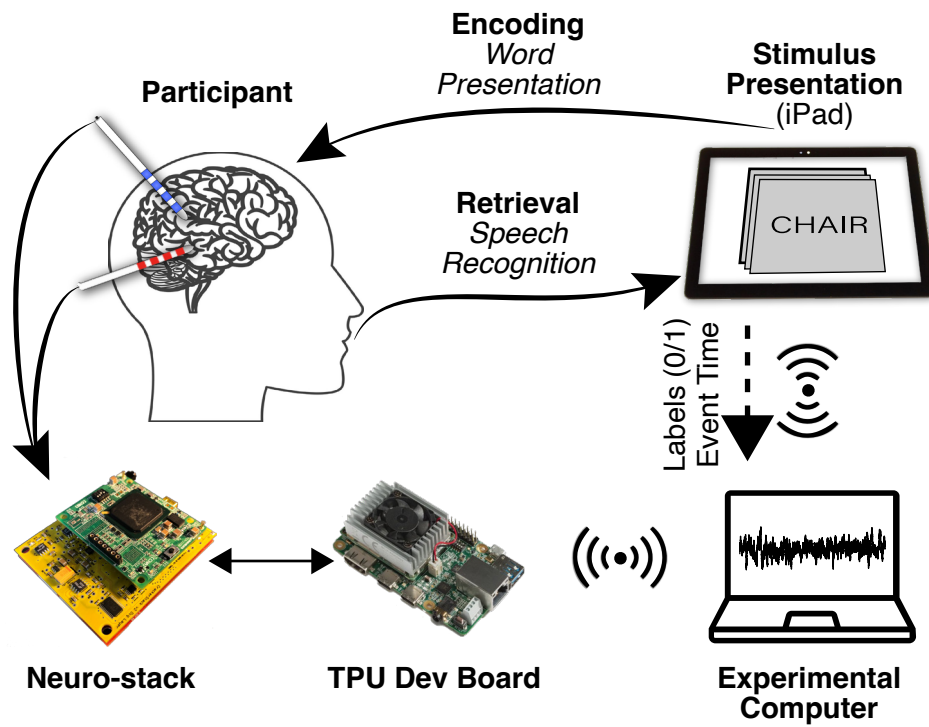 Encoding
Word
Presentation
Stimulus
Presentation
(iPad)
Participant
CHAIR
Retrieval
Speech
Recognition
Labels (0/1)
Event Time
Neuro-stack
TPU Dev Board
Experimental
Computer